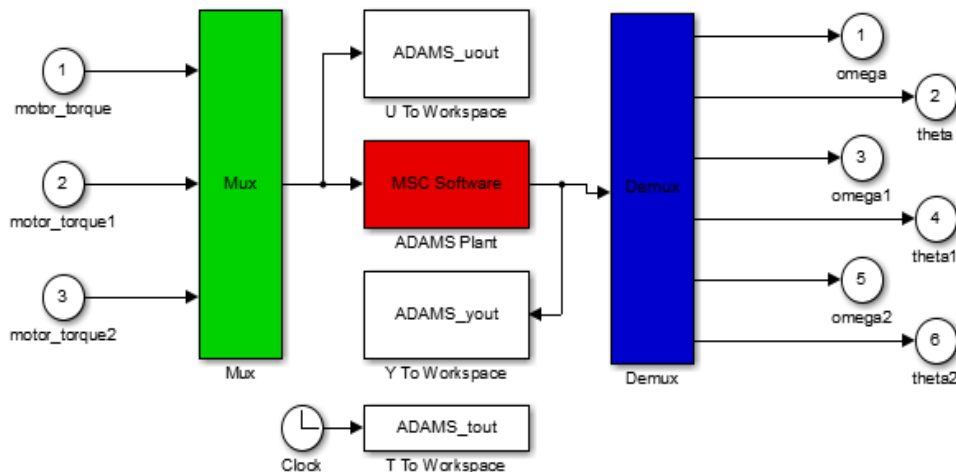 1
motor_torque
2
motor_torque1
3
motor_torque2
Mux
Mux
ADAMS_uout
U To Workspace
MSC Software
ADAMS Plant
ADAMS_yout
Y To Workspace
Clock
ADAMS_tout
T To Workspace
Demux
Demux
1
omega
2
theta
3
omega1
4
theta1
5
omega2
6
theta2